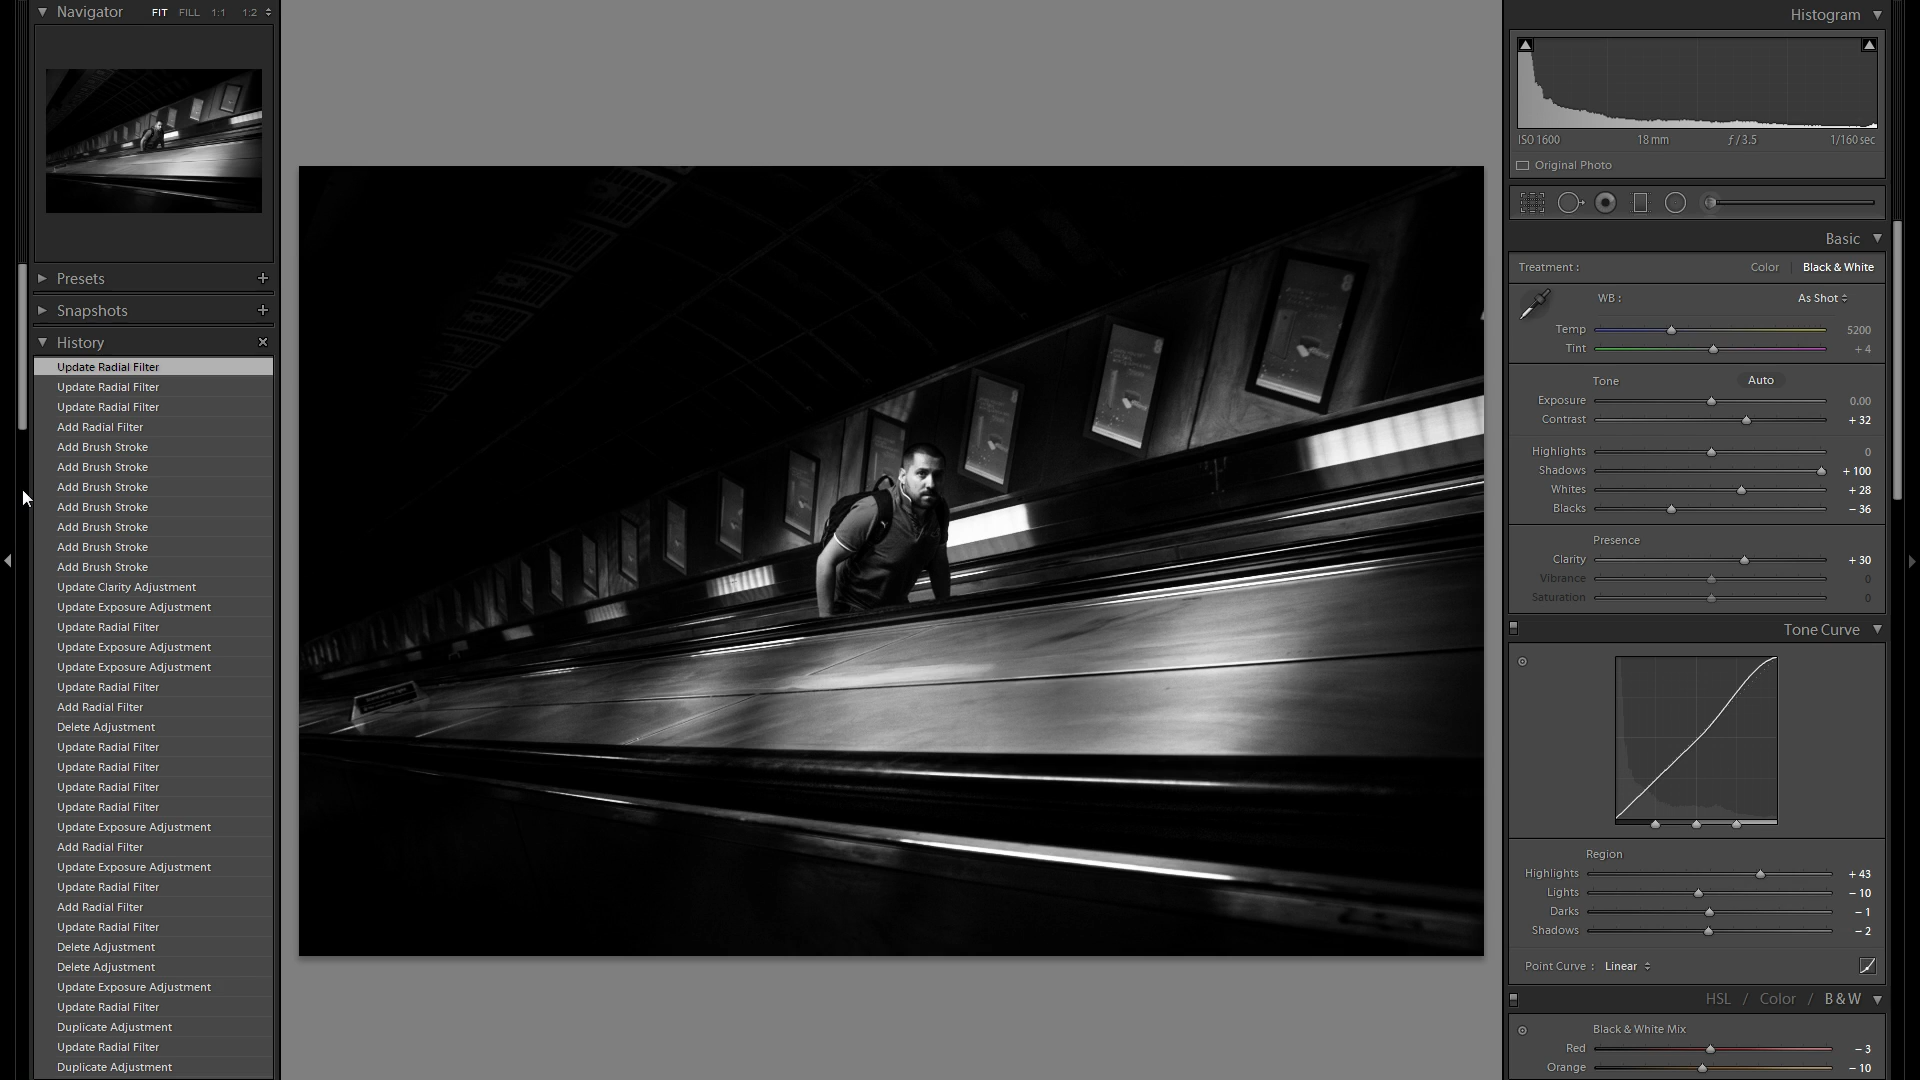 Navigator FIT FILL 1:1 1:2
Presets +
Snapshots +
History
Update Radial Filter
Update Radial Filter
Update Radial Filter
Add Radial Filter
Add Brush Stroke
Add Brush Stroke
Add Brush Stroke
Add Brush Stroke
Add Brush Stroke
Add Brush Stroke
Add Brush Stroke
Update Clarity Adjustment
Update Exposure Adjustment
Update Radial Filter
Update Exposure Adjustment
Update Exposure Adjustment
Update Radial Filter
Add Radial Filter
Delete Adjustment
Update Radial Filter
Update Radial Filter
Update Radial Filter
Update Radial Filter
Update Exposure Adjustment
Add Radial Filter
Update Exposure Adjustment
Update Radial Filter
Add Radial Filter
Update Radial Filter
Delete Adjustment
Delete Adjustment
Update Exposure Adjustment
Update Radial Filter
Duplicate Adjustment
Update Radial Filter
Duplicate Adjustment
Histogram
ISO 1600 18 mm ƒ / 3.5 1/160 sec
Original Photo
Basic
Treatment : Color Black & White
WB : As Shot
Temp 5200
Tint + 4
Tone Auto
Exposure 0.00
Contrast + 32
Highlights 0
Shadows + 100
Whites + 28
Blacks − 36
Presence
Clarity + 30
Vibrance 0
Saturation 0
Tone Curve
Region
Highlights + 43
Lights − 10
Darks − 1
Shadows − 2
Point Curve : Linear
HSL / Color / B & W
Black & White Mix
Red − 3
Orange − 10